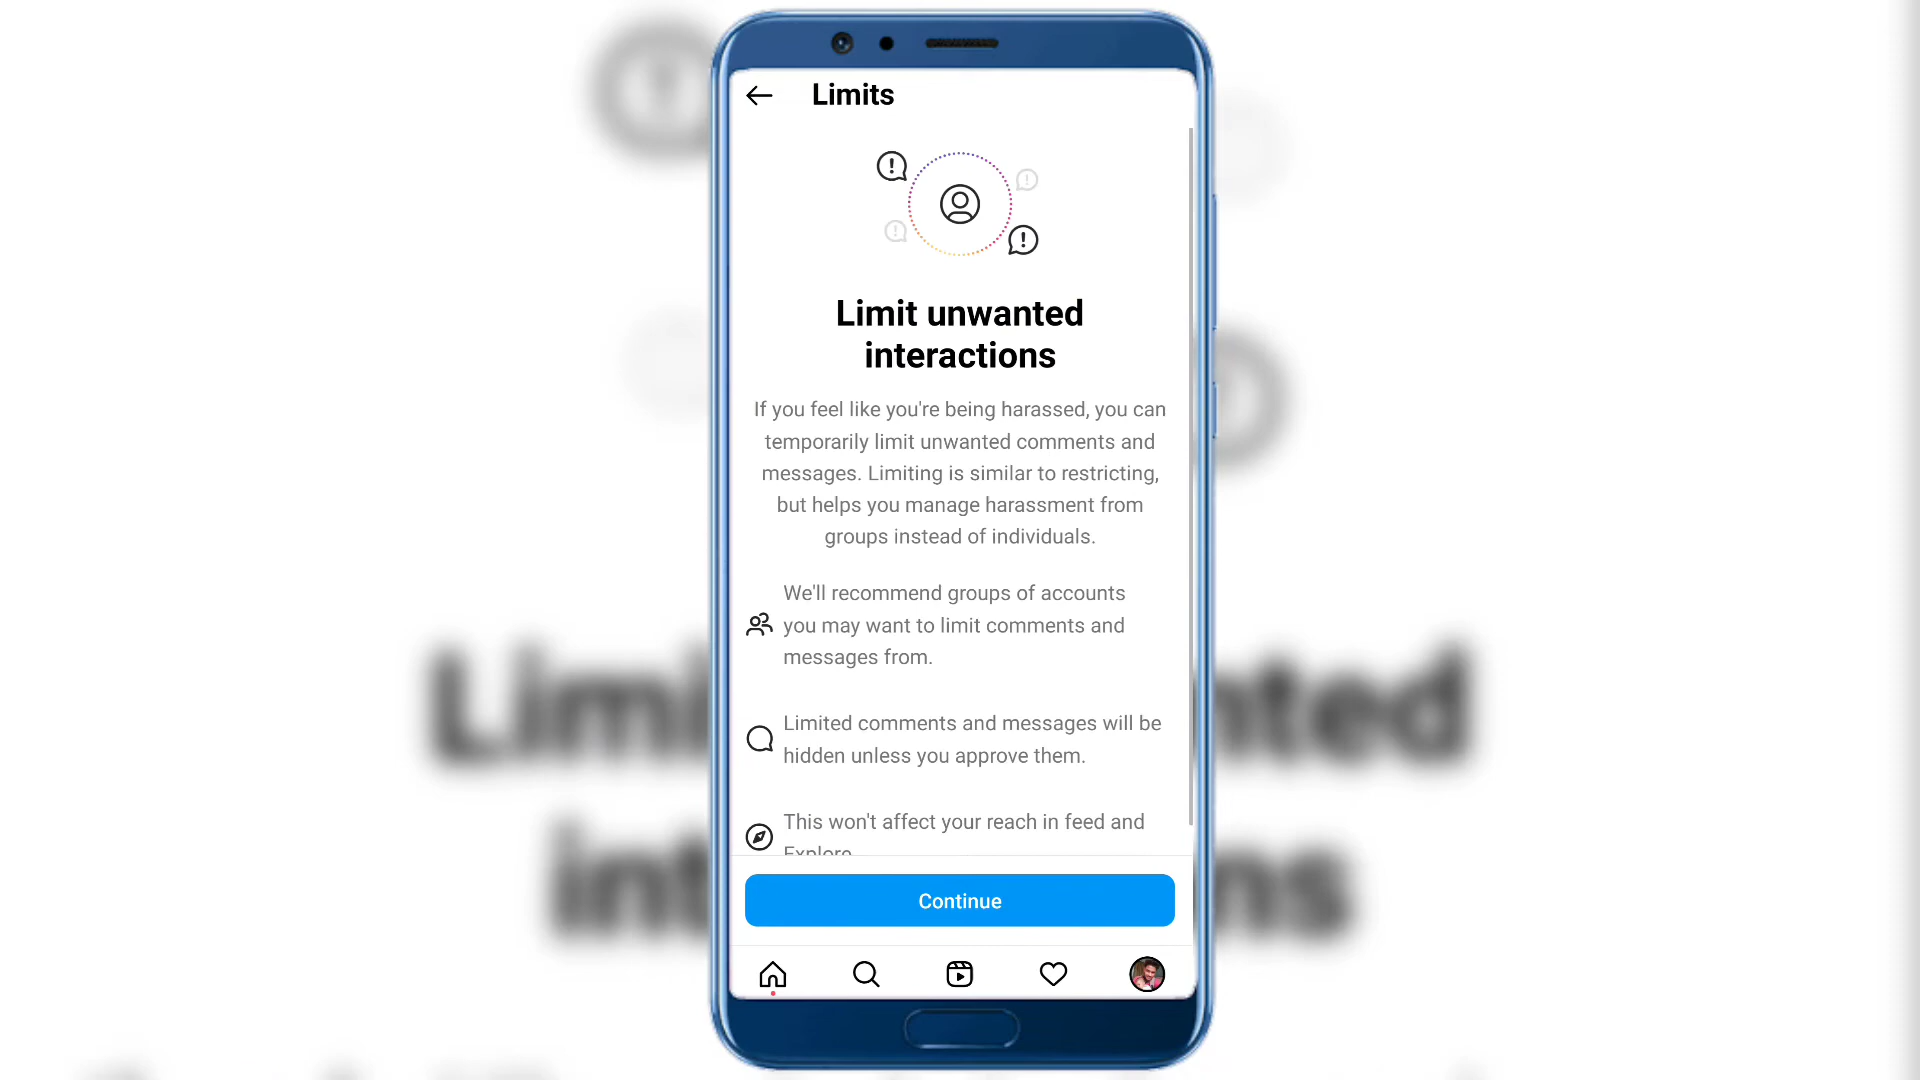 Limits
Limit unwanted
interactions
If you feel like you're being harassed, you can
temporarily limit unwanted comments and
messages. Limiting is similar to restricting,
but helps you manage harassment from
groups instead of individuals.
We'll recommend groups of accounts
you may want to limit comments and
messages from.
Limited comments and messages will be
hidden unless you approve them.
This won't affect your reach in feed and
Explore
Continue